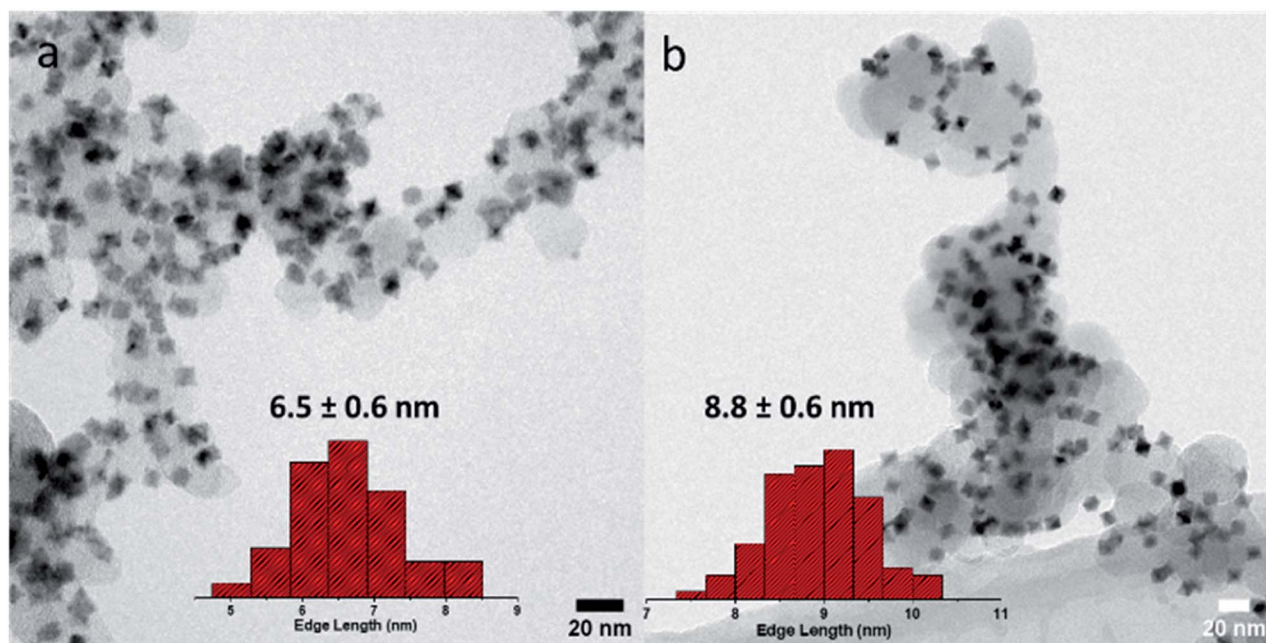 a
6.5 ± 0.6 nm
5 6 7 8 9
Edge Length (nm)
20 nm
b
8.8 ± 0.6 nm
7 8 9 10 11
Edge Length (nm)
20 nm